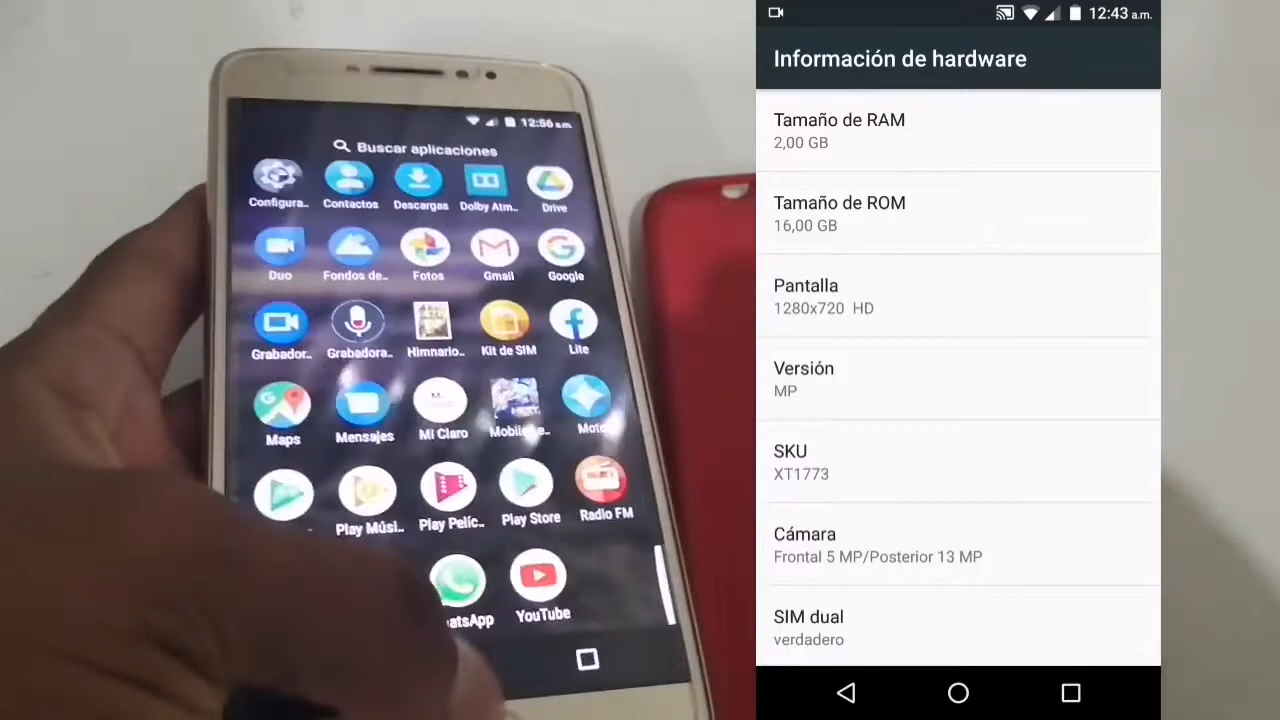 12:56 a.m.
Buscar aplicaciones
Configura..
Contactos
Descargas
Dolby Atm..
Drive
Duo
Fondos de..
Fotos
Gmail
Google
Grabador..
Grabadora..
Himnario..
Kit de SIM
Lite
Maps
Mensajes
Mi Claro
Moto
Play Músi..
Play Pelíc..
Play Store
Radio FM
atsApp
YouTube
12:43 a.m.
Información de hardware
Tamaño de RAM
2,00 GB
Tamaño de ROM
16,00 GB
Pantalla
1280x720 HD
Versión
MP
SKU
XT1773
Cámara
Frontal 5 MP/Posterior 13 MP
SIM dual
verdadero